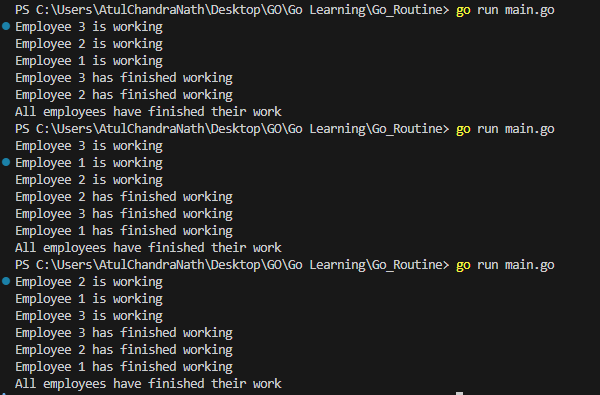 PS C:\Users\AtulChandraNath\Desktop\GO\Go Learning\Go_Routine> go run main.go
Employee 3 is working
Employee 2 is working
Employee 1 is working
Employee 3 has finished working
Employee 2 has finished working
All employees have finished their work
PS C:\Users\AtulChandraNath\Desktop\GO\Go Learning\Go_Routine> go run main.go
Employee 3 is working
Employee 1 is working
Employee 2 is working
Employee 2 has finished working
Employee 3 has finished working
Employee 1 has finished working
All employees have finished their work
PS C:\Users\AtulChandraNath\Desktop\GO\Go Learning\Go_Routine> go run main.go
Employee 2 is working
Employee 1 is working
Employee 3 is working
Employee 3 has finished working
Employee 2 has finished working
Employee 1 has finished working
All employees have finished their work